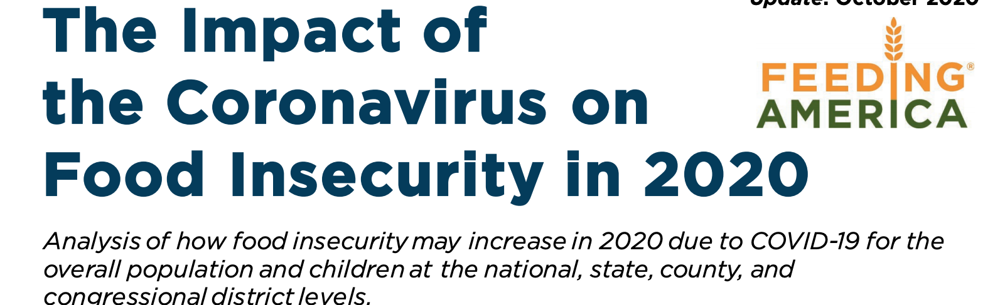 Update: October 2020
The Impact of
the Coronavirus on
Food Insecurity in 2020
FEEDING®
AMERICA
Analysis of how food insecurity may increase in 2020 due to COVID-19 for the
overall population and children at the national, state, county, and
congressional district levels.